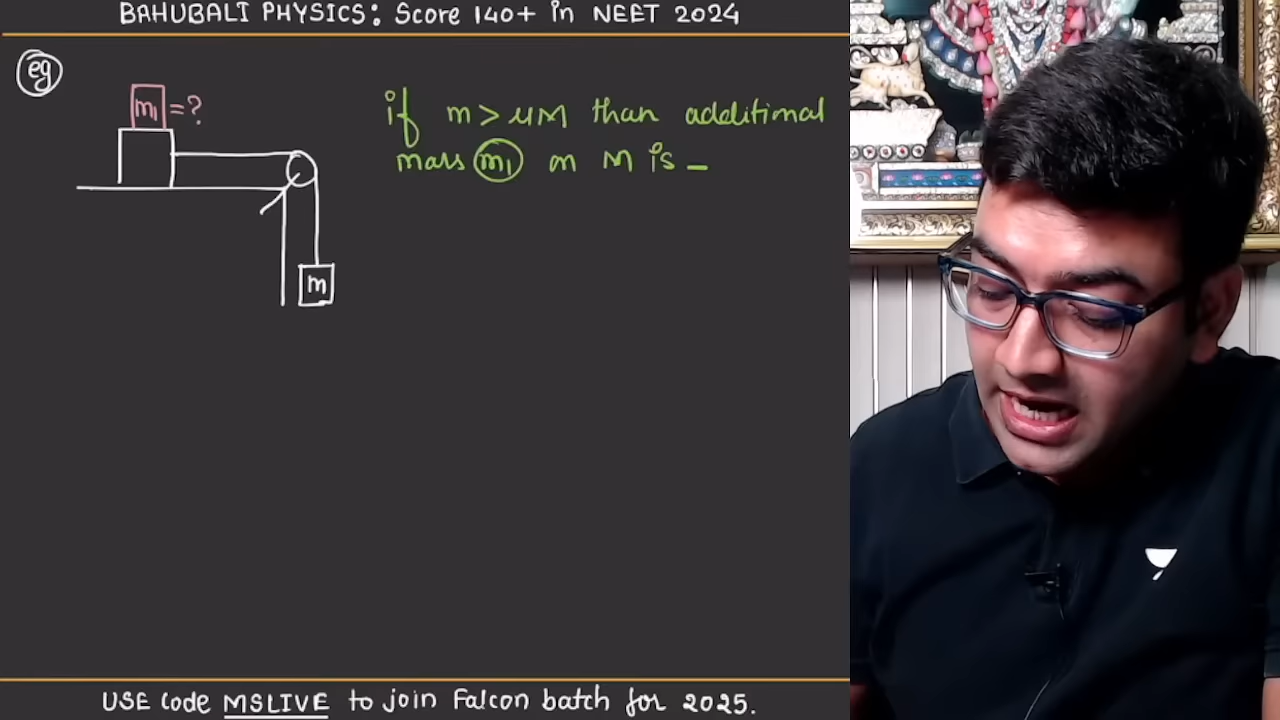 BAHUBALI PHYSICS: Score 140+ in NEET 2024
eg
m₁ =?
if m > μM than additional
mass m₁ on M is _
m
USE Code MSLIVE to join Falcon batch for 2025.